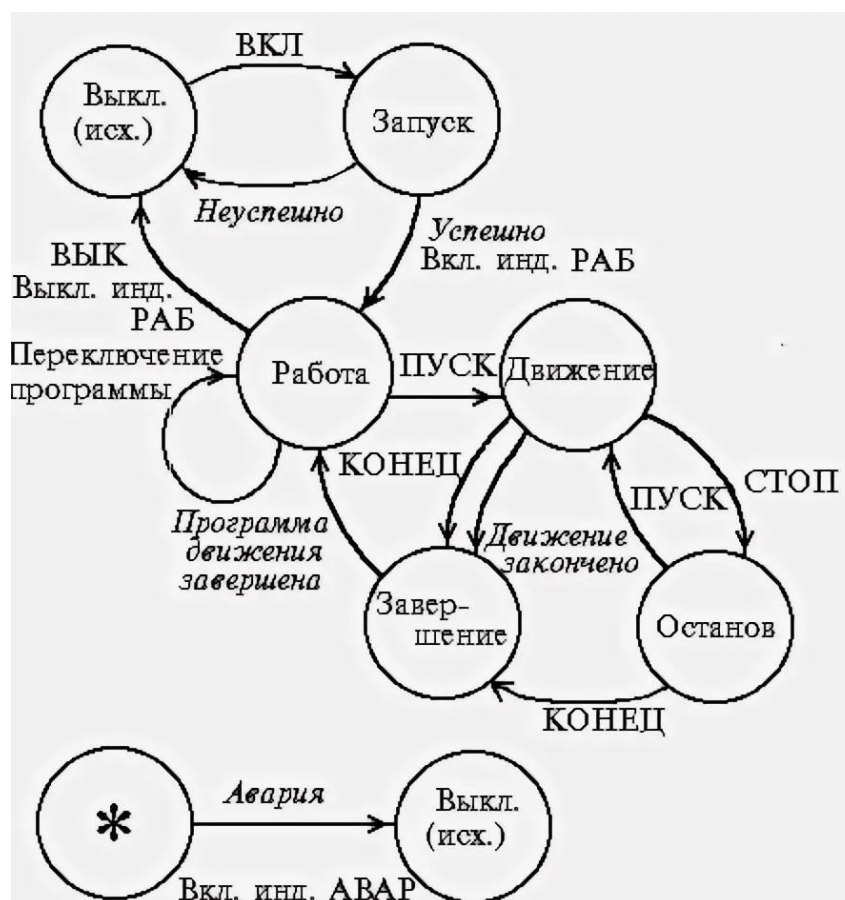 ВКЛ
Выкл.
(исх.)
Запуск
Неуспешно
Успешно
Вкл. инд. РАБ
ВЫК
Выкл. инд.
РАБ
Переключение
программы
Работа
ПУСК
Движение
КОНЕЦ
ПУСК
СТОП
Программа
движения
завершена
Движение
закончено
Завер-
шение
Останов
КОНЕЦ
*
Авария
Вкл. инд. АВАР
Выкл.
(исх.)